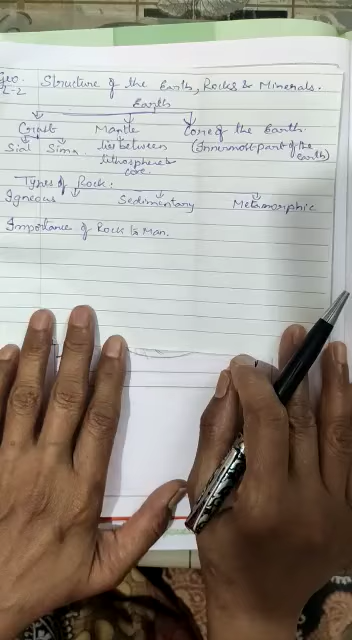 Geo. Structure of the Earth, Rocks & Minerals.
L-2
Earth
Crust Mantle Core of the Earth.
Sial Sima lies between (Innermost part of the earth)
lithosphere &
core.
Types of Rock:
Igneous Sedimentary Metamorphic
Importance of Rock to Man.